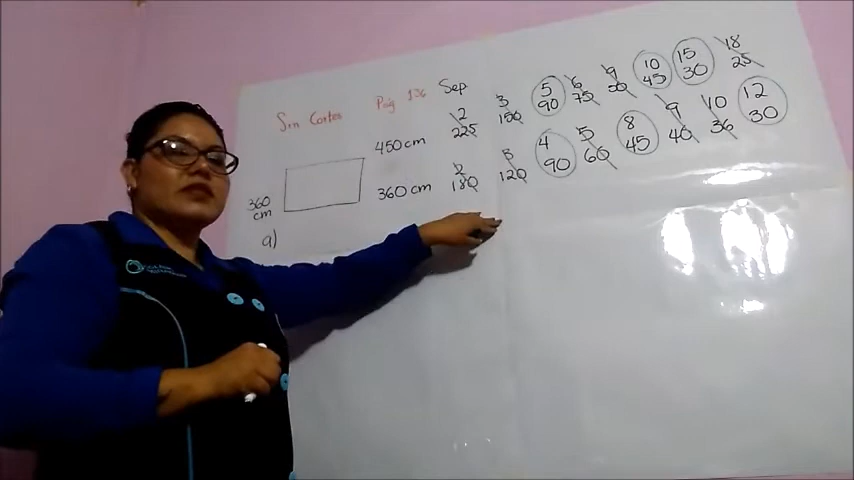 Sin Cortes Pág 136 Sep
450 cm
2 3 5 6 9 10 15 18
225 150 90 75 50 45 30 25
360 cm
2 3 4 5 8 9 10 12
180 120 90 60 45 40 36 30
360
cm
a)